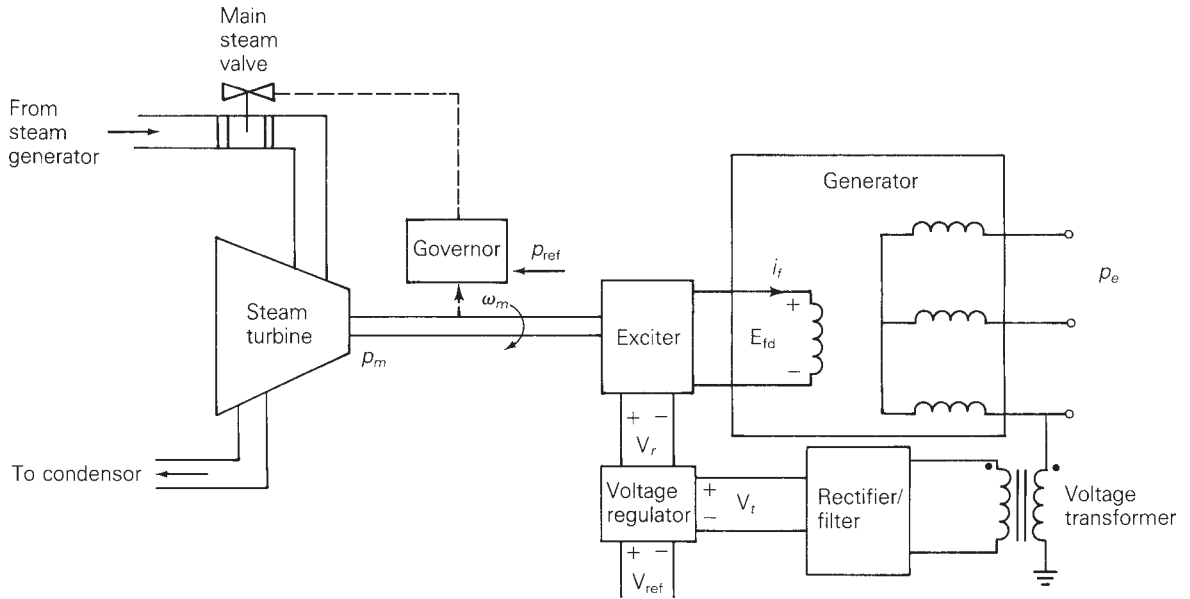 Main
steam
valve
From
steam
generator
Generator
Governor
p_ref
i_f
+
p_e
ω_m
Steam
turbine
Exciter
E_fd
p_m
−
+ −
V_r
To condensor
Voltage
regulator
+
V_t
−
Rectifier/
filter
Voltage
transformer
+ −
V_ref